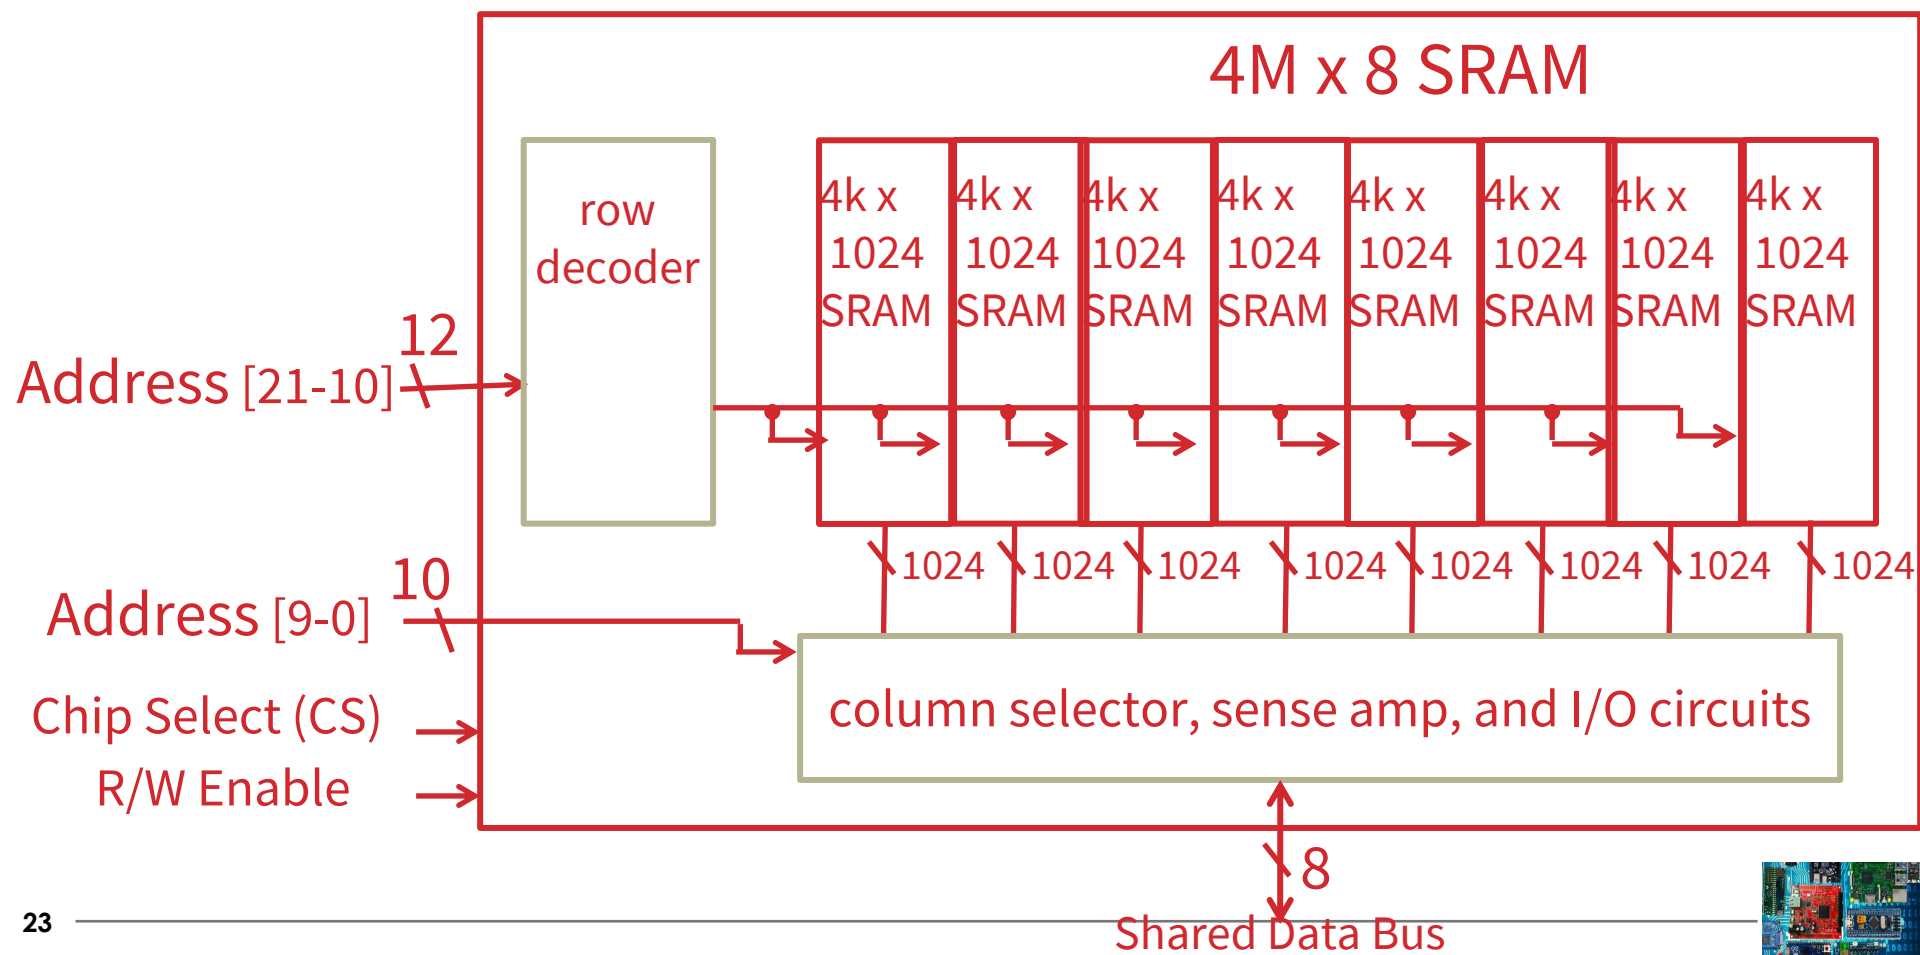 4M x 8 SRAM
row
decoder
4k x
1024
SRAM
4k x
1024
SRAM
4k x
1024
SRAM
4k x
1024
SRAM
4k x
1024
SRAM
4k x
1024
SRAM
4k x
1024
SRAM
4k x
1024
SRAM
12
Address [21-10]
1024
1024
1024
1024
1024
1024
1024
1024
10
Address [9-0]
column selector, sense amp, and I/O circuits
Chip Select (CS)
R/W Enable
8
Shared Data Bus
23